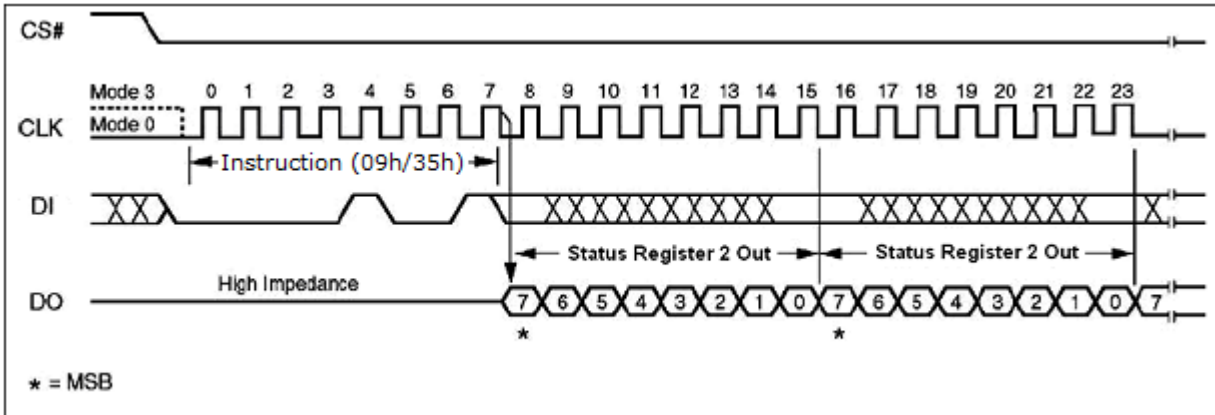 CS#
Mode 3
0 1 2 3 4 5 6 7 8 9 10 11 12 13 14 15 16 17 18 19 20 21 22 23
CLK
Mode 0
Instruction (09h/35h)
DI
Status Register 2 Out
Status Register 2 Out
High Impedance
DO
7 6 5 4 3 2 1 0 7 6 5 4 3 2 1 0 7
* *
* = MSB